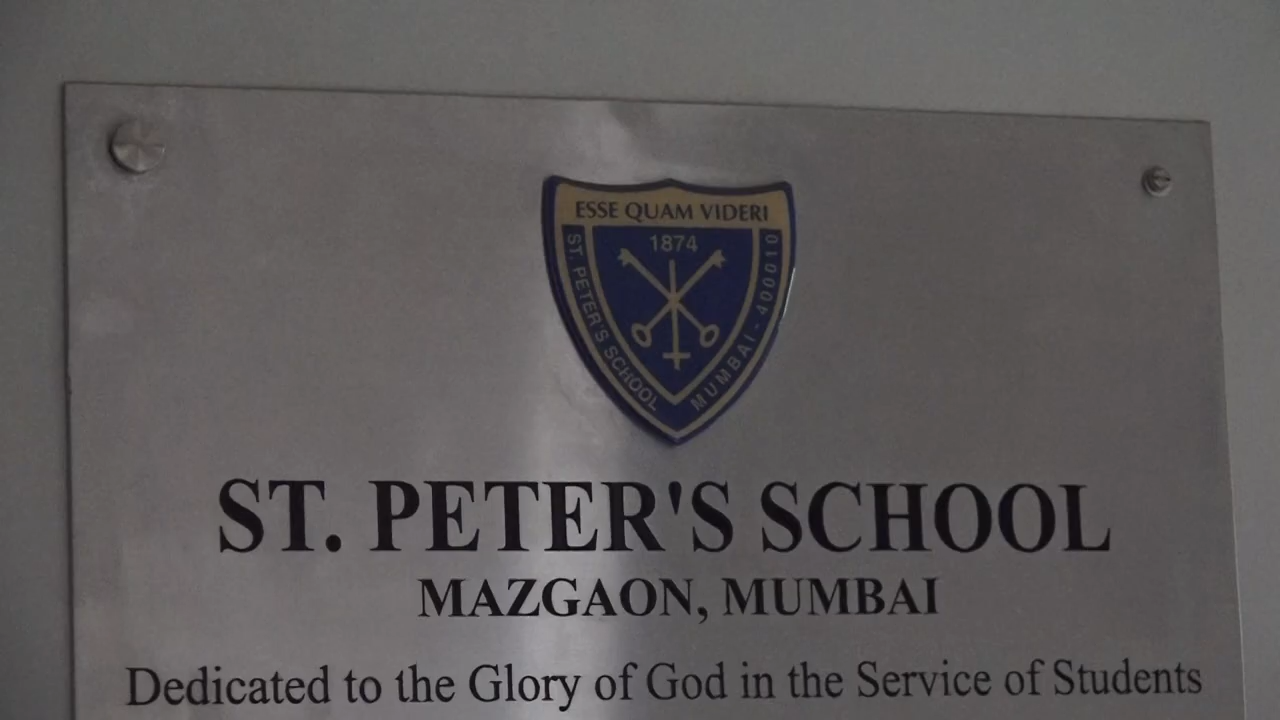 ESSE QUAM VIDERI
1874
ST. PETER'S SCHOOL
MUMBAI - 400010
ST. PETER'S SCHOOL
MAZGAON, MUMBAI
Dedicated to the Glory of God in the Service of Students